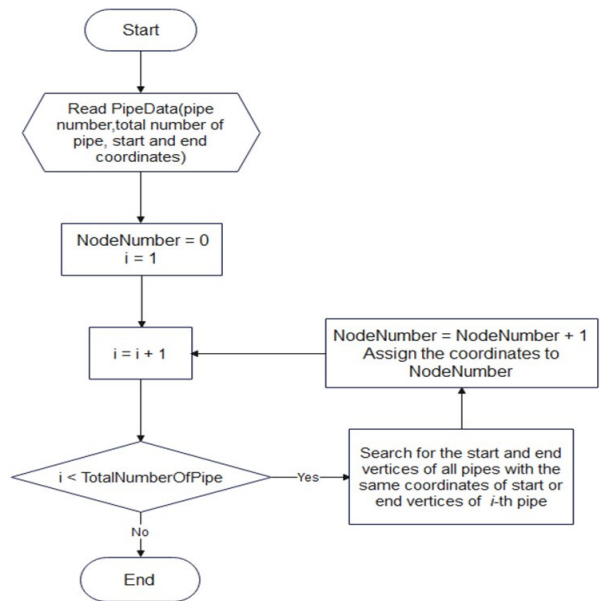 Start
Read PipeData(pipe
number,total number of
pipe, start and end
coordinates)
NodeNumber = 0
i = 1
i = i + 1
NodeNumber = NodeNumber + 1
Assign the coordinates to
NodeNumber
i < TotalNumberOfPipe
Yes
Search for the start and end
vertices of all pipes with the
same coordinates of start or
end vertices of i-th pipe
No
End